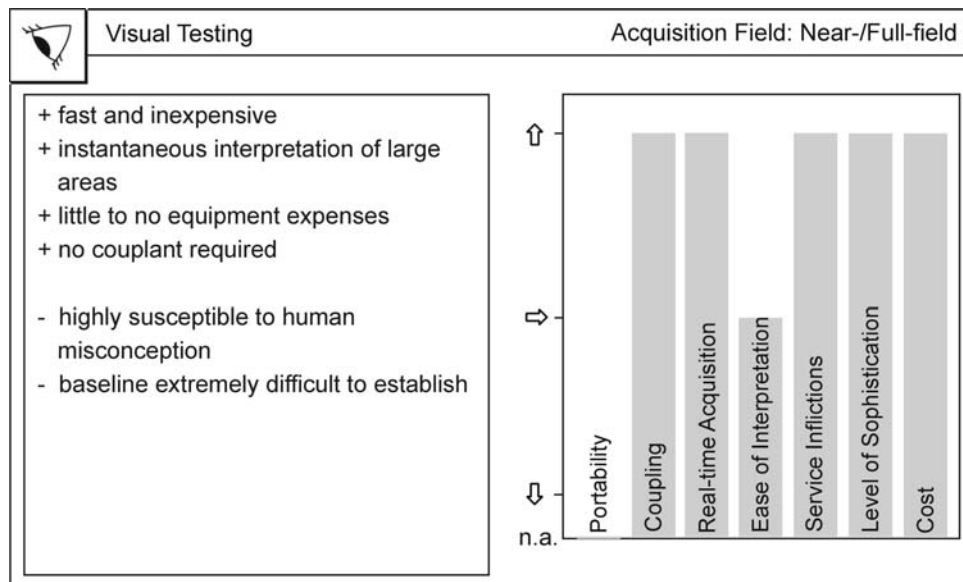 Visual Testing
Acquisition Field: Near-/Full-field
+ fast and inexpensive
+ instantaneous interpretation of large
areas
+ little to no equipment expenses
+ no couplant required
- highly susceptible to human
misconception
- baseline extremely difficult to establish
n.a.
Portability
Coupling
Real-time Acquisition
Ease of Interpretation
Service Inflictions
Level of Sophistication
Cost